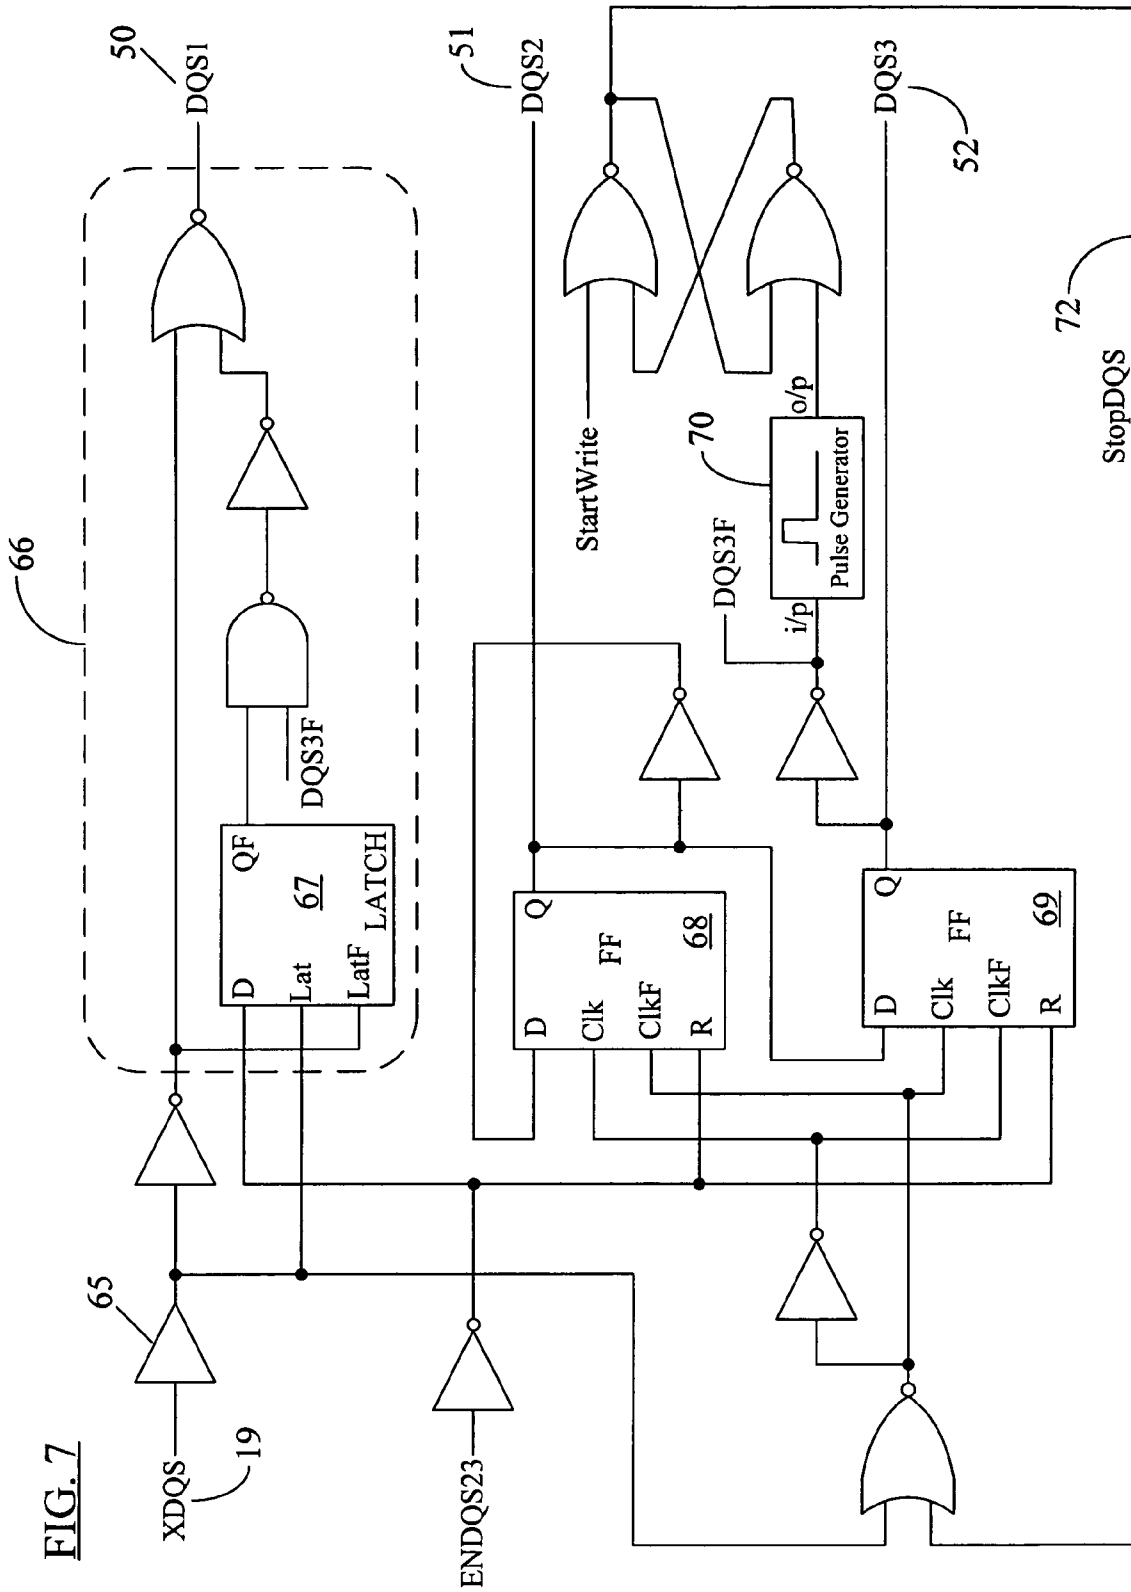 FIG. 7
XDQS
19
65
66
D
Lat
LatF
67
QF
LATCH
DQS3F
DQS1
50
ENDQS23
D
Clk
ClkF
R
FF
Q
68
DQS2
51
StartWrite
DQS3F
70
i/p
Pulse Generator
o/p
D
Clk
ClkF
R
FF
Q
69
DQS3
52
StopDQS
72